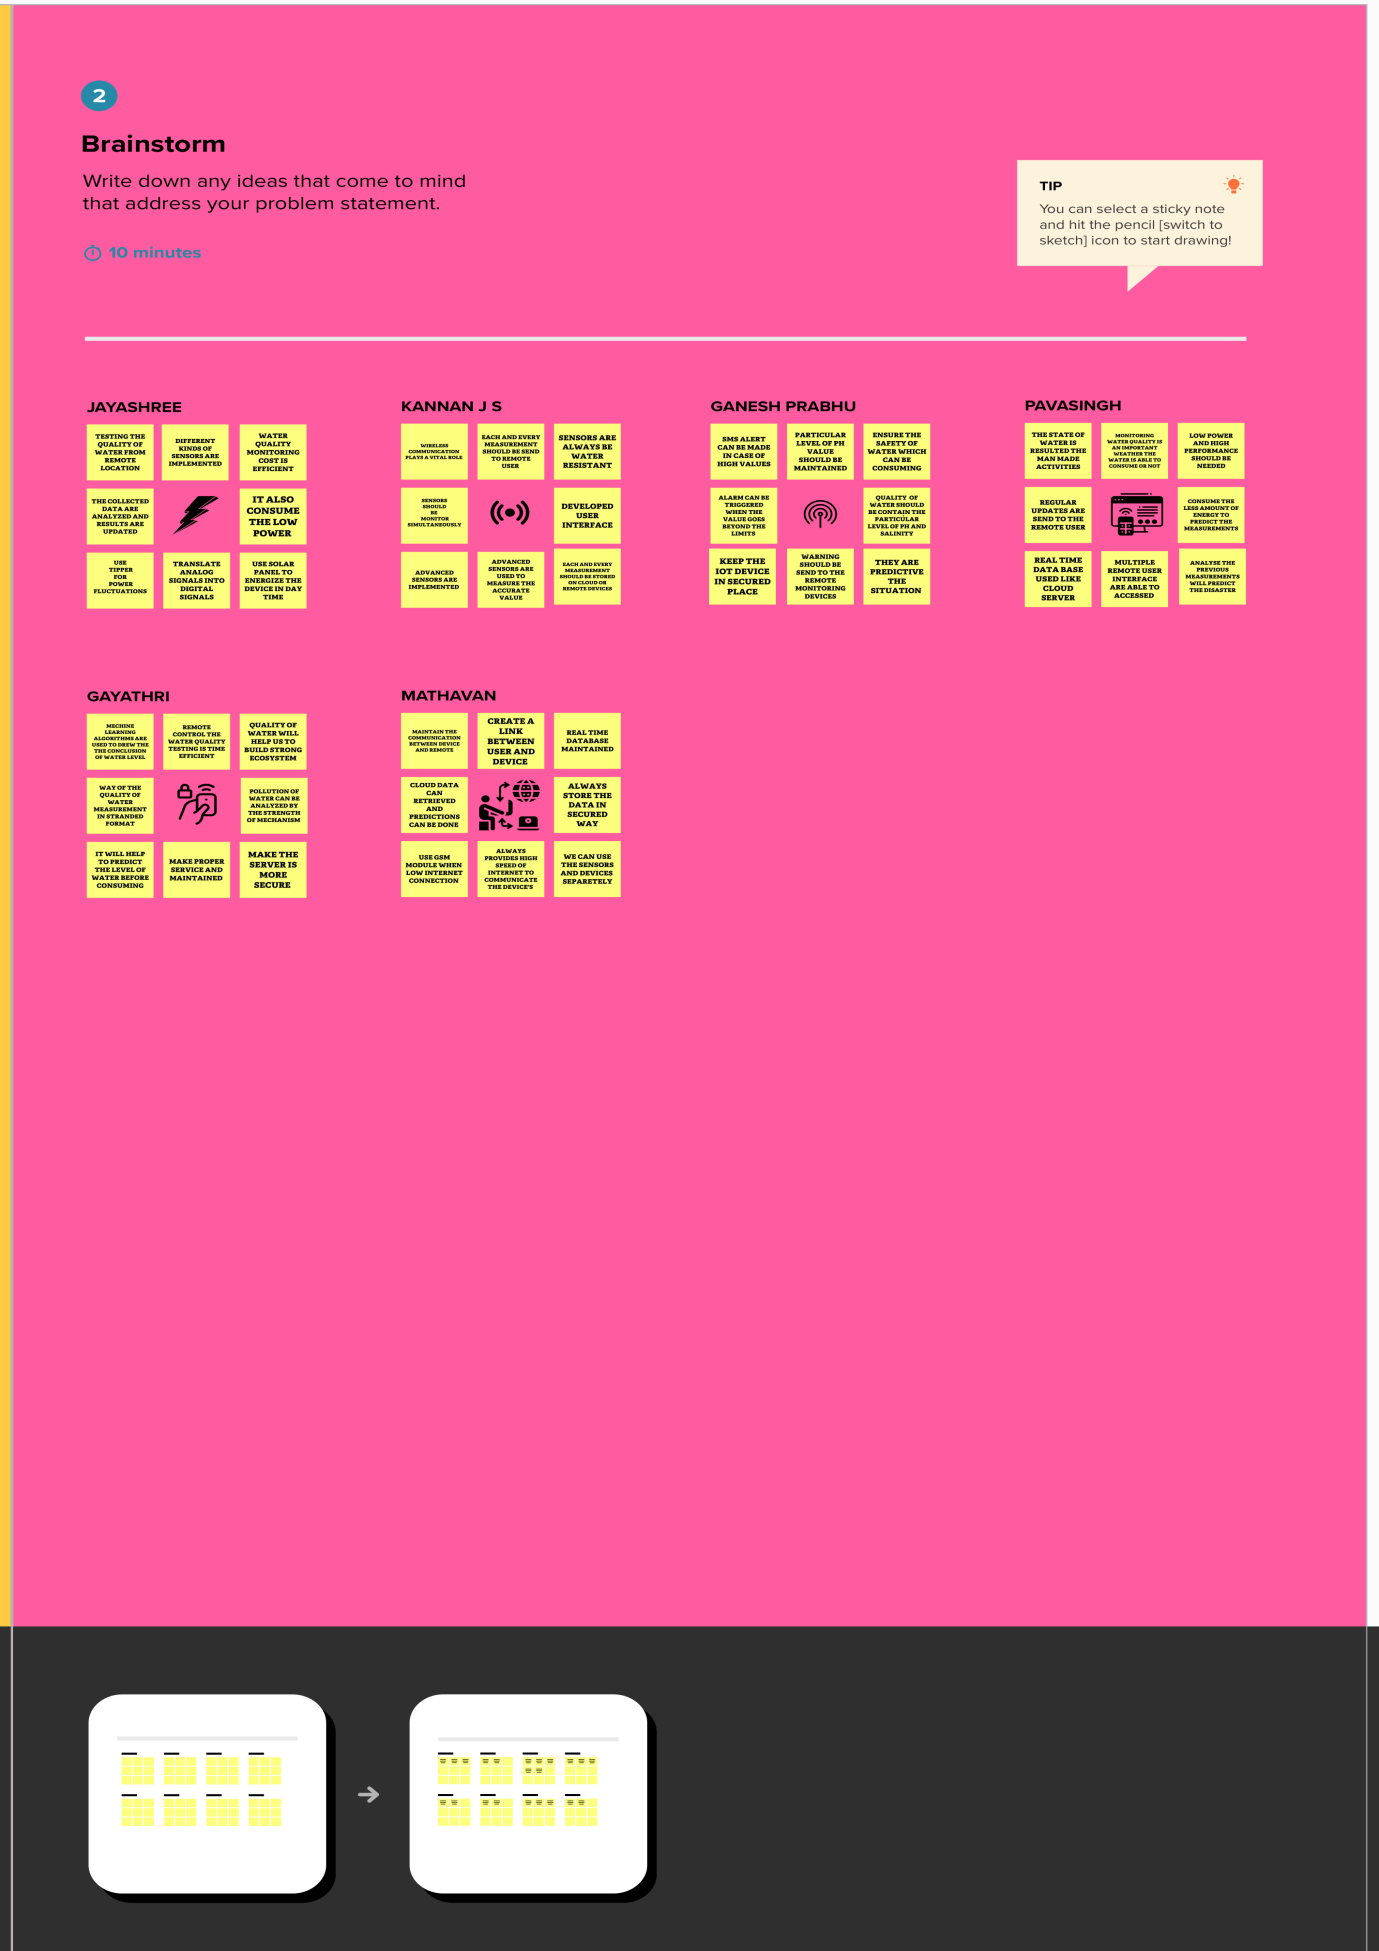 2
Brainstorm
Write down any ideas that come to mind
that address your problem statement.
10 minutes
TIP
You can select a sticky note
and hit the pencil [switch to
sketch] icon to start drawing!
JAYASHREE
TESTING THE
QUALITY OF
WATER FROM
REMOTE
LOCATION
DIFFERENT
KINDS OF
SENSORS ARE
IMPLEMENTED
WATER
QUALITY
MONITORING
COST IS
EFFICIENT
THE COLLECTED
DATA ARE
ANALYZED AND
RESULTS ARE
UPDATED
IT ALSO
CONSUME
THE LOW
POWER
USE
TIPPER
FOR
POWER
FLUCTUATIONS
TRANSLATE
ANALOG
SIGNALS INTO
DIGITAL
SIGNALS
USE SOLAR
PANEL TO
ENERGIZE THE
DEVICE IN DAY
TIME
KANNAN J S
WIRELESS
COMMUNICATION
PLAYS A VITAL ROLE
EACH AND EVERY
MEASUREMENT
SHOULD BE SEND
TO REMOTE
USER
SENSORS ARE
ALWAYS BE
WATER
RESISTANT
SENSORS
SHOULD
BE
MONITOR
SIMULTANEOUSLY
DEVELOPED
USER
INTERFACE
ADVANCED
SENSORS ARE
IMPLEMENTED
ADVANCED
SENSORS ARE
USED TO
MEASURE THE
ACCURATE
VALUE
EACH AND EVERY
MEASUREMENT
SHOULD BE STORED
ON CLOUD OR
REMOTE DEVICES
GANESH PRABHU
SMS ALERT
CAN BE MADE
IN CASE OF
HIGH VALUES
PARTICULAR
LEVEL OF PH
VALUE
SHOULD BE
MAINTAINED
ENSURE THE
SAFETY OF
WATER WHICH
CAN BE
CONSUMING
ALARM CAN BE
TRIGGERED
WHEN THE
VALUE GOES
BEYOND THE
LIMITS
QUALITY OF
WATER SHOULD
BE CONTAIN THE
PARTICULAR
LEVEL OF PH AND
SALINITY
KEEP THE
IOT DEVICE
IN SECURED
PLACE
WARNING
SHOULD BE
SEND TO THE
REMOTE
MONITORING
DEVICES
THEY ARE
PREDICTIVE
THE
SITUATION
PAVASINGH
THE STATE OF
WATER IS
RESULTED THE
MAN MADE
ACTIVITIES
MONITORING
WATER QUALITY IS
AN IMPORTANT
WEATHER THE
WATER IS ABLE TO
CONSUME OR NOT
LOW POWER
AND HIGH
PERFORMANCE
SHOULD BE
NEEDED
REGULAR
UPDATES ARE
SEND TO THE
REMOTE USER
CONSUME THE
LESS AMOUNT OF
ENERGY TO
PREDICT THE
MEASUREMENTS
REAL TIME
DATA BASE
USED LIKE
CLOUD
SERVER
MULTIPLE
REMOTE USER
INTERFACE
ARE ABLE TO
ACCESSED
ANALYSE THE
PREVIOUS
MEASUREMENTS
WILL PREDICT
THE DISASTER
GAYATHRI
MECHINE
LEARNING
ALGORITHMS ARE
USED TO DREW THE
THE CONCLUSION
OF WATER LEVEL
REMOTE
CONTROL THE
WATER QUALITY
TESTING IS TIME
EFFICIENT
QUALITY OF
WATER WILL
HELP US TO
BUILD STRONG
ECOSYSTEM
WAY OF THE
QUALITY OF
WATER
MEASUREMENT
IN STRANDED
FORMAT
POLLUTION OF
WATER CAN BE
ANALYZED BY
THE STRENGTH
OF MECHANISM
IT WILL HELP
TO PREDICT
THE LEVEL OF
WATER BEFORE
CONSUMING
MAKE PROPER
SERVICE AND
MAINTAINED
MAKE THE
SERVER IS
MORE
SECURE
MATHAVAN
MAINTAIN THE
COMMUNICATION
BETWEEN DEVICE
AND REMOTE
CREATE A
LINK
BETWEEN
USER AND
DEVICE
REAL TIME
DATABASE
MAINTAINED
CLOUD DATA
CAN
RETRIEVED
AND
PREDICTIONS
CAN BE DONE
ALWAYS
STORE THE
DATA IN
SECURED
WAY
USE GSM
MODULE WHEN
LOW INTERNET
CONNECTION
ALWAYS
PROVIDES HIGH
SPEED OF
INTERNET TO
COMMUNICATE
THE DEVICE'S
WE CAN USE
THE SENSORS
AND DEVICES
SEPARETELY